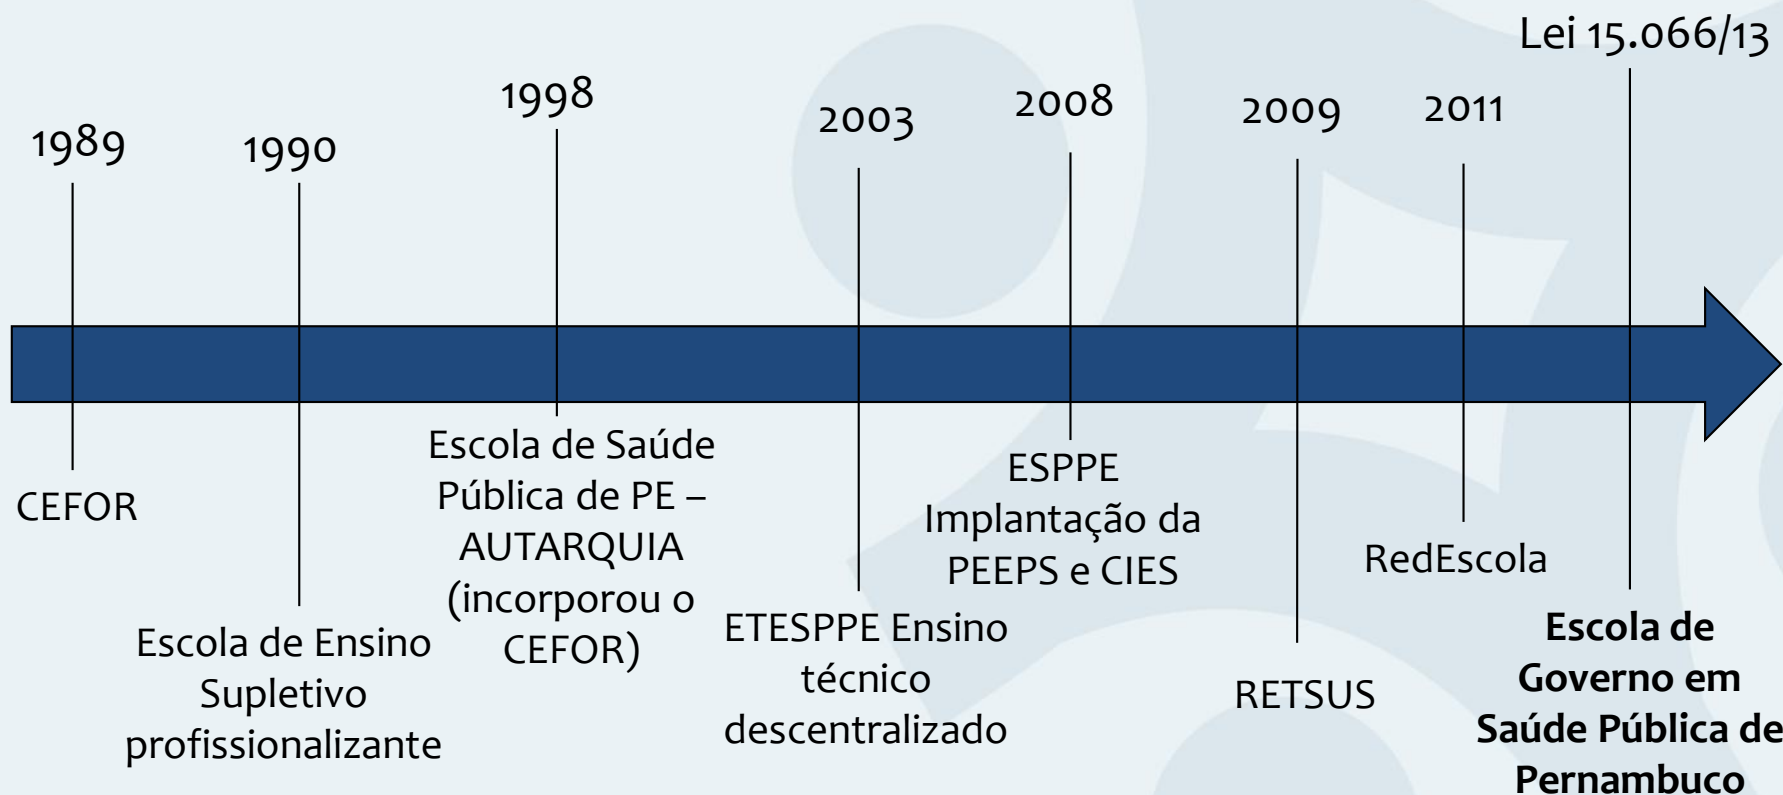 1989
CEFOR
1990
Escola de Ensino
Supletivo
profissionalizante
1998
Escola de Saúde
Pública de PE –
AUTARQUIA
(incorporou o
CEFOR)
2003
ETESPPE Ensino
técnico
descentralizado
2008
ESPPE
Implantação da
PEEPS e CIES
2009
RETSUS
2011
RedEscola
Lei 15.066/13
Escola de
Governo em
Saúde Pública de
Pernambuco